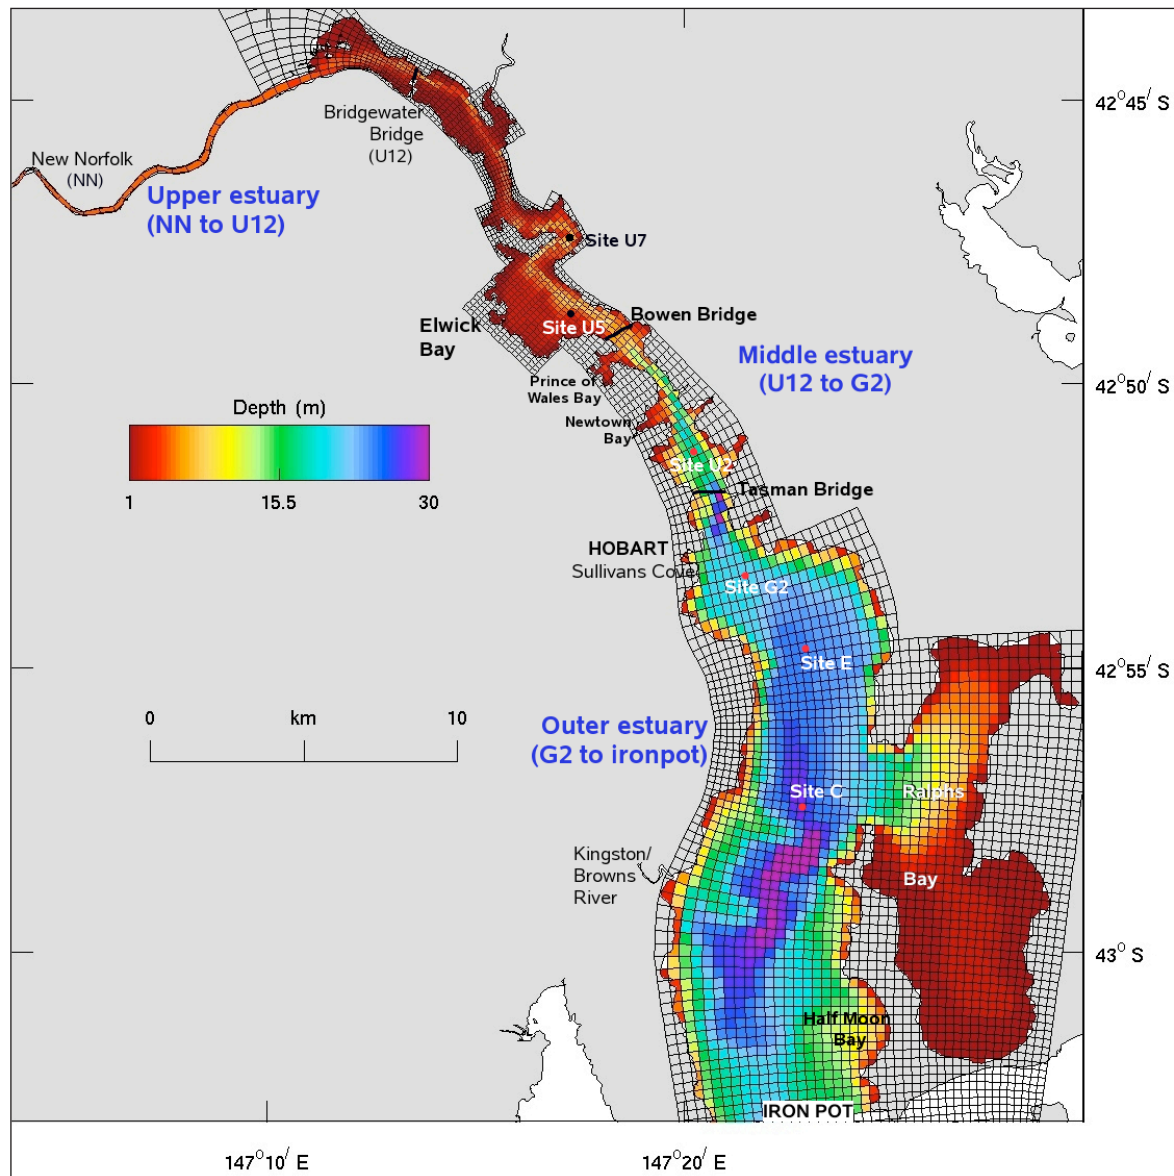 42°45′ S
Bridgewater
Bridge
(U12)
New Norfolk
(NN)
Upper estuary
(NN to U12)
Site U7
Elwick
Bay
Site U5
Bowen Bridge
Middle estuary
(U12 to G2)
Prince of
Wales Bay
42°50′ S
Newtown
Bay
Depth (m)
1
15.5
30
Site U2
Tasman Bridge
HOBART
Sullivans Cove
Site G2
Site E
42°55′ S
0
km
10
Outer estuary
(G2 to ironpot)
Site C
Ralphs
Bay
Kingston/
Browns
River
43° S
Half Moon
Bay
IRON POT
147°10′ E
147°20′ E